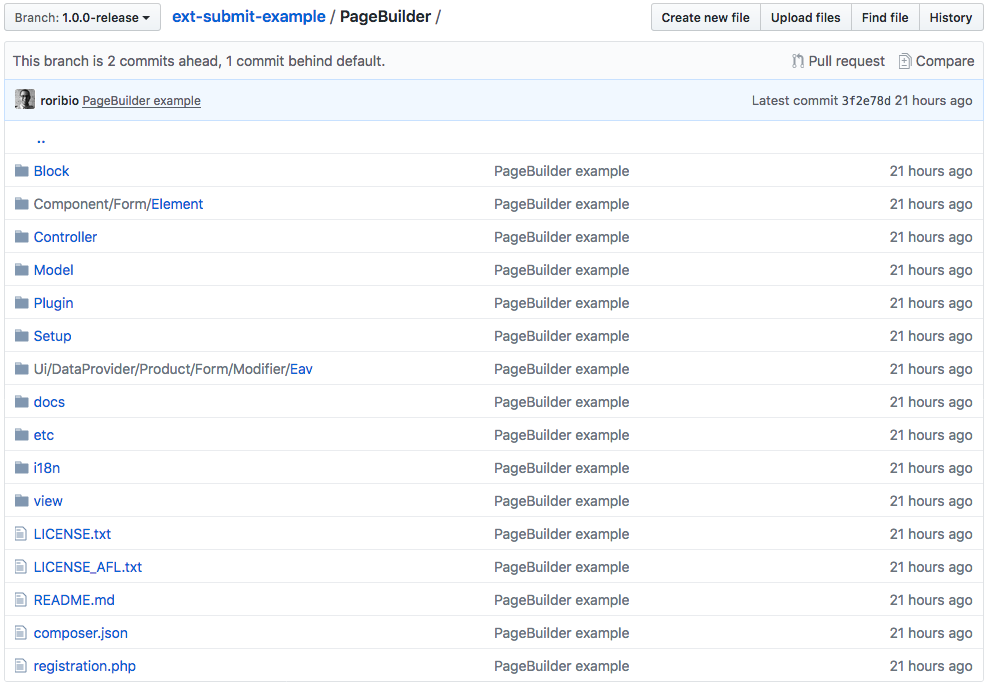 Branch: 1.0.0-release ext-submit-example / PageBuilder / Create new file Upload files Find file History
This branch is 2 commits ahead, 1 commit behind default. Pull request Compare
roribio PageBuilder example Latest commit 3f2e78d 21 hours ago
..
Block PageBuilder example 21 hours ago
Component/Form/Element PageBuilder example 21 hours ago
Controller PageBuilder example 21 hours ago
Model PageBuilder example 21 hours ago
Plugin PageBuilder example 21 hours ago
Setup PageBuilder example 21 hours ago
Ui/DataProvider/Product/Form/Modifier/Eav PageBuilder example 21 hours ago
docs PageBuilder example 21 hours ago
etc PageBuilder example 21 hours ago
i18n PageBuilder example 21 hours ago
view PageBuilder example 21 hours ago
LICENSE.txt PageBuilder example 21 hours ago
LICENSE_AFL.txt PageBuilder example 21 hours ago
README.md PageBuilder example 21 hours ago
composer.json PageBuilder example 21 hours ago
registration.php PageBuilder example 21 hours ago